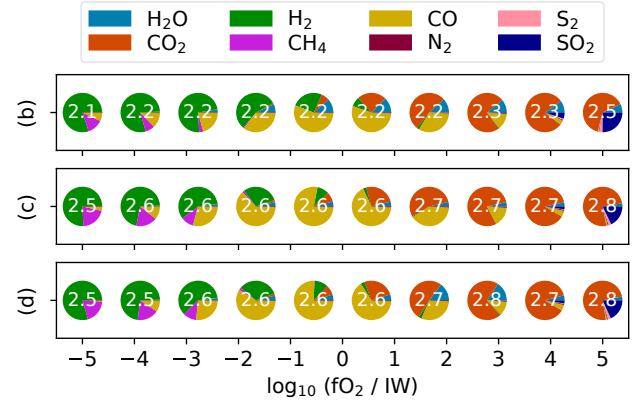 H₂O H₂ CO S₂
CO₂ CH₄ N₂ SO₂
(b) 2.1 2.2 2.2 2.2 2.2 2.2 2.2 2.3 2.3 2.5
(c) 2.5 2.6 2.6 2.6 2.6 2.6 2.7 2.7 2.7 2.8
(d) 2.5 2.5 2.6 2.6 2.6 2.6 2.7 2.8 2.7 2.8
−5 −4 −3 −2 −1 0 1 2 3 4 5
log₁₀ (fO₂ / IW)